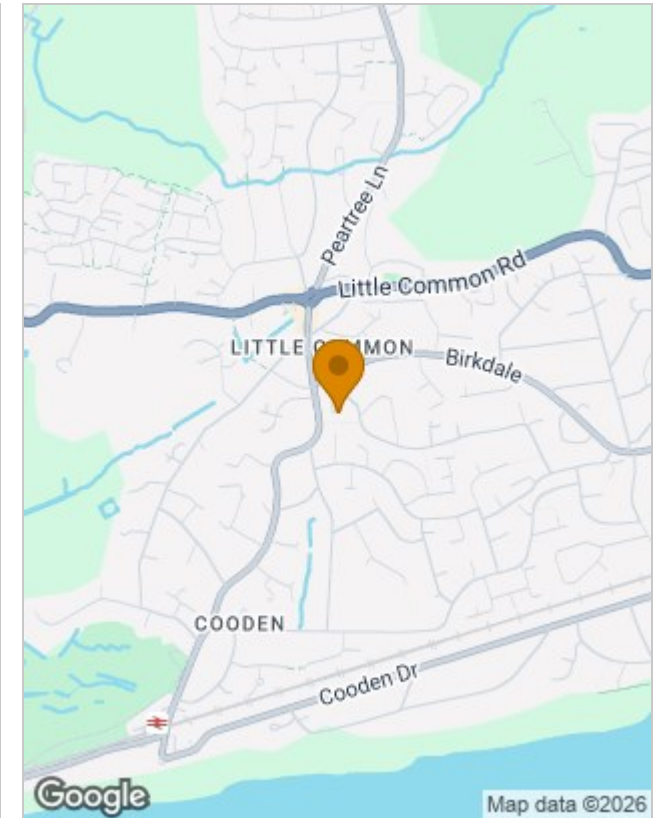 Peartree Ln
Little Common Rd
LITTLE COMMON
Birkdale
COODEN
Cooden Dr
Google
Map data ©2026